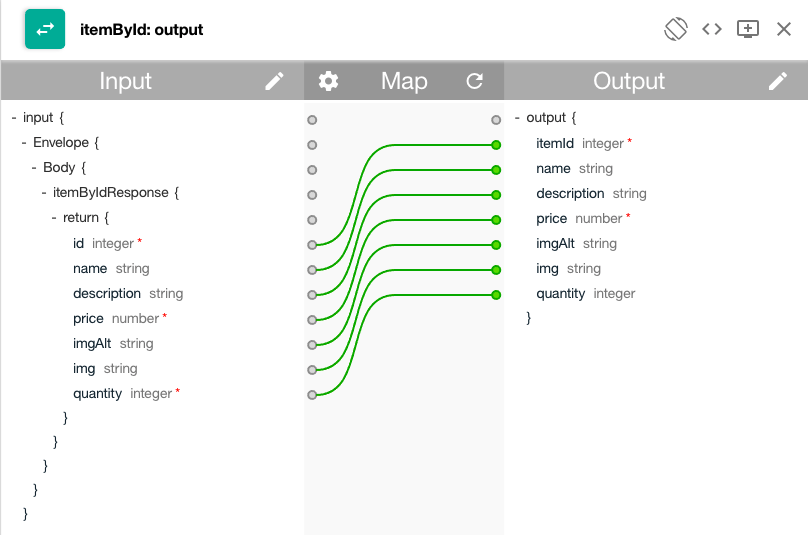 itemById: output
Input
Map
Output
- input {
- Envelope {
- Body {
- itemByIdResponse {
- return {
id integer *
name string
description string
price number *
imgAlt string
img string
quantity integer *
}
}
}
}
}
- output {
itemId integer *
name string
description string
price number *
imgAlt string
img string
quantity integer
}